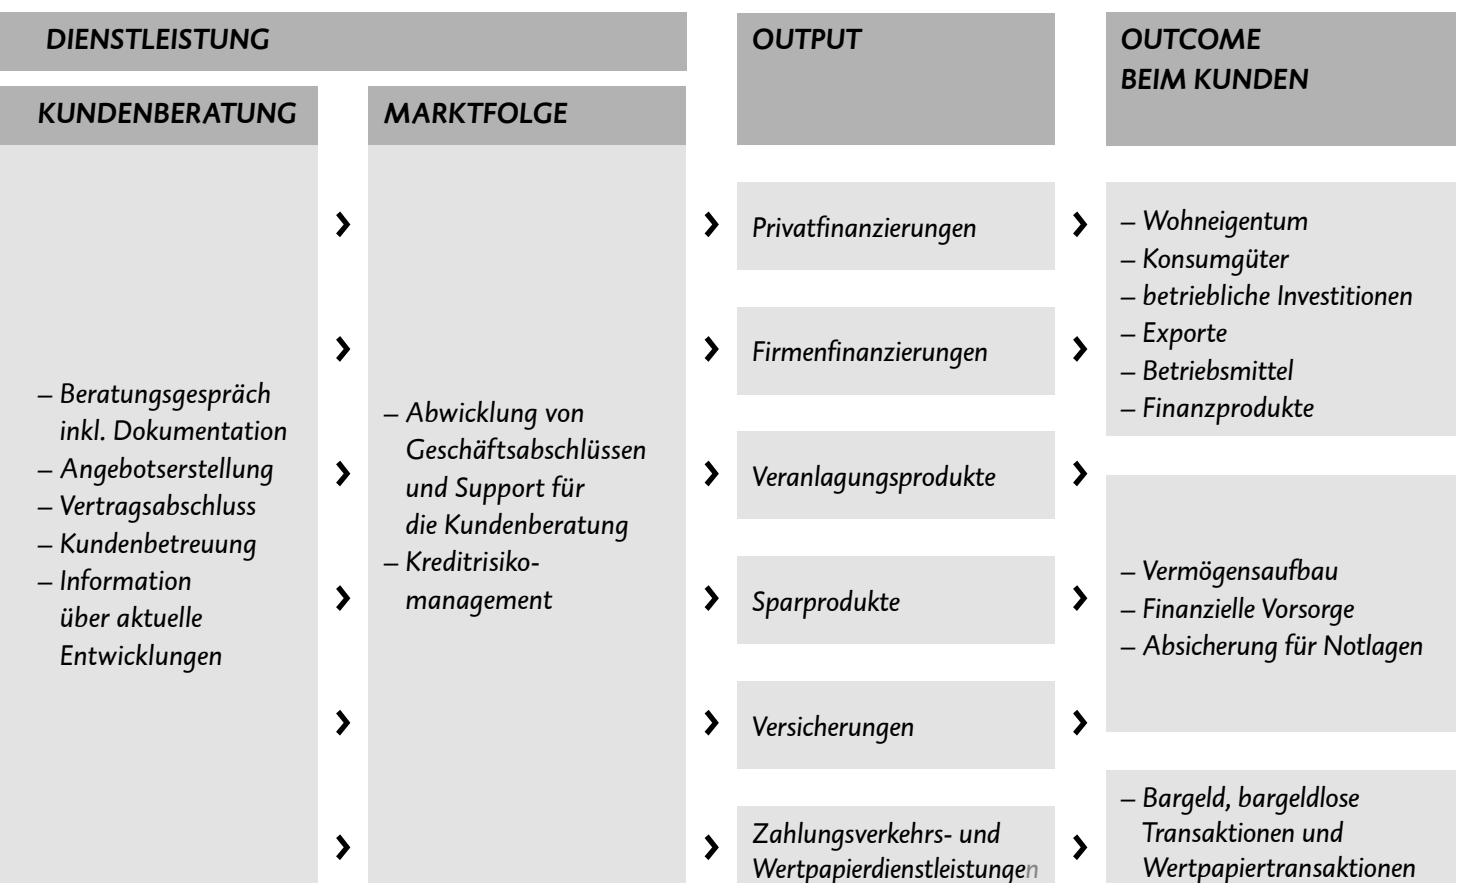 DIENSTLEISTUNG
KUNDENBERATUNG
– Beratungsgespräch
inkl. Dokumentation
– Angebotserstellung
– Vertragsabschluss
– Kundenbetreuung
– Information
über aktuelle
Entwicklungen
MARKTFOLGE
– Abwicklung von
Geschäftsabschlüssen
und Support für
die Kundenberatung
– Kreditrisiko-
management
OUTPUT
Privatfinanzierungen
Firmenfinanzierungen
Veranlagungsprodukte
Sparprodukte
Versicherungen
Zahlungsverkehrs- und
Wertpapierdienstleistungen
OUTCOME
BEIM KUNDEN
– Wohneigentum
– Konsumgüter
– betriebliche Investitionen
– Exporte
– Betriebsmittel
– Finanzprodukte
– Vermögensaufbau
– Finanzielle Vorsorge
– Absicherung für Notlagen
– Bargeld, bargeldlose
Transaktionen und
Wertpapiertransaktionen